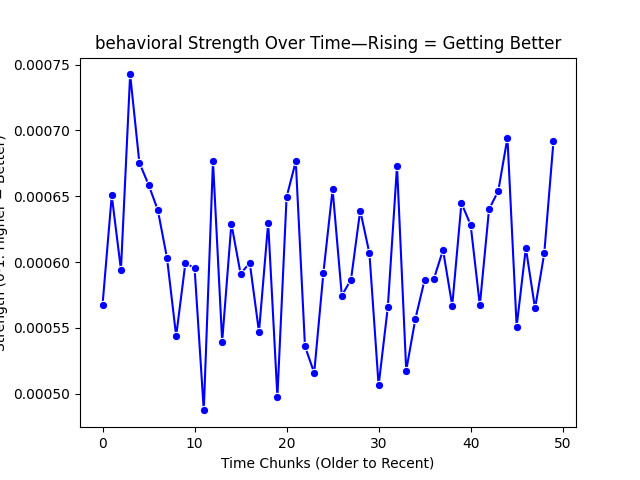 behavioral Strength Over Time—Rising = Getting Better
0.00075
0.00070
0.00065
0.00060
0.00055
0.00050
Strength (0-1: Higher = Better)
0 10 20 30 40 50
Time Chunks (Older to Recent)